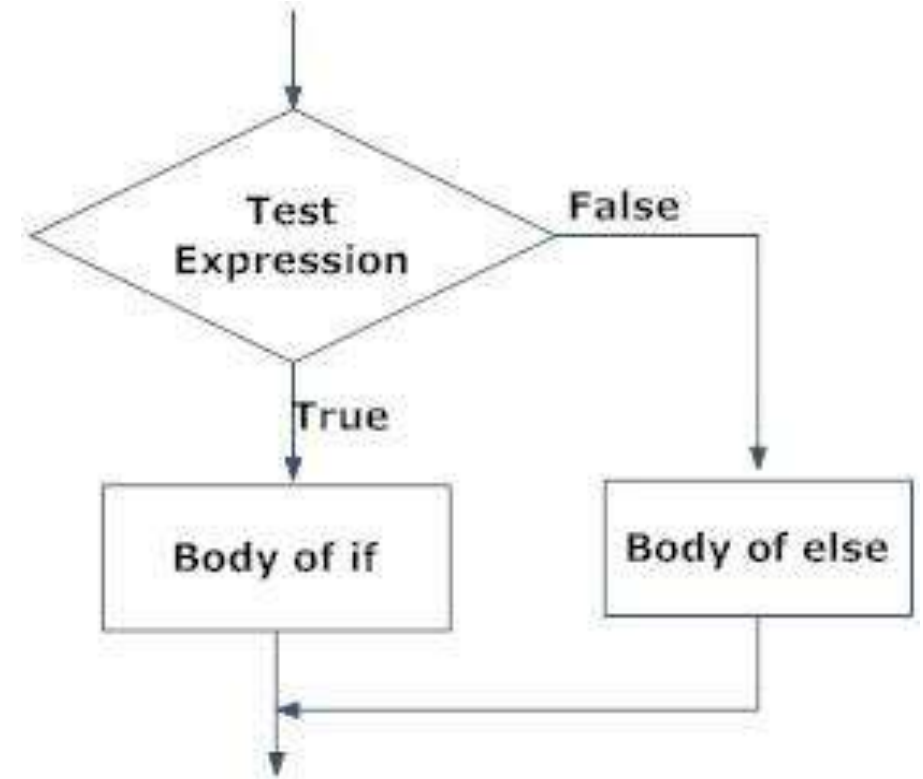 Test
Expression
False
True
Body of if
Body of else